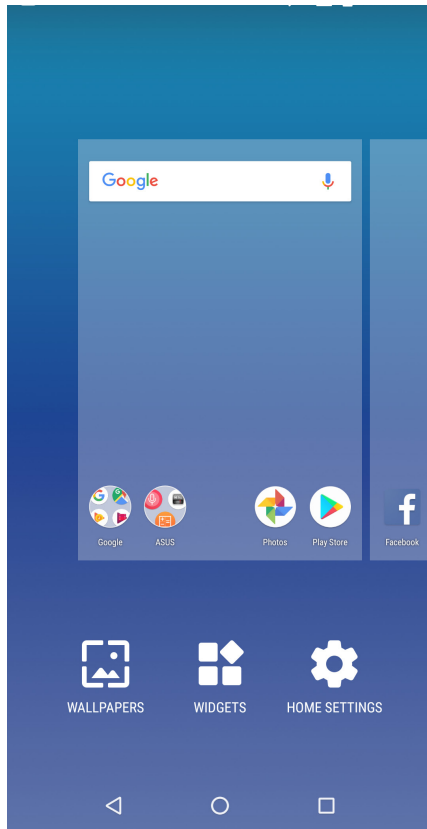 Google
Google
ASUS
Photos
Play Store
Facebook
WALLPAPERS
WIDGETS
HOME SETTINGS